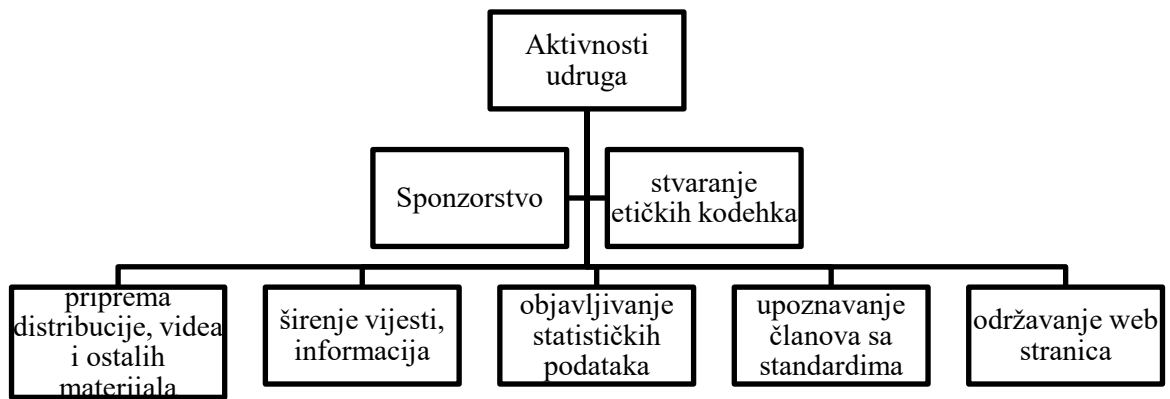 Aktivnosti
udruga
Sponzorstvo
stvaranje
etičkih kodehka
priprema
distribucije, videa
i ostalih
materijala
širenje vijesti,
informacija
objavljivanje
statističkih
podataka
upoznavanje
članova sa
standardima
održavanje web
stranica